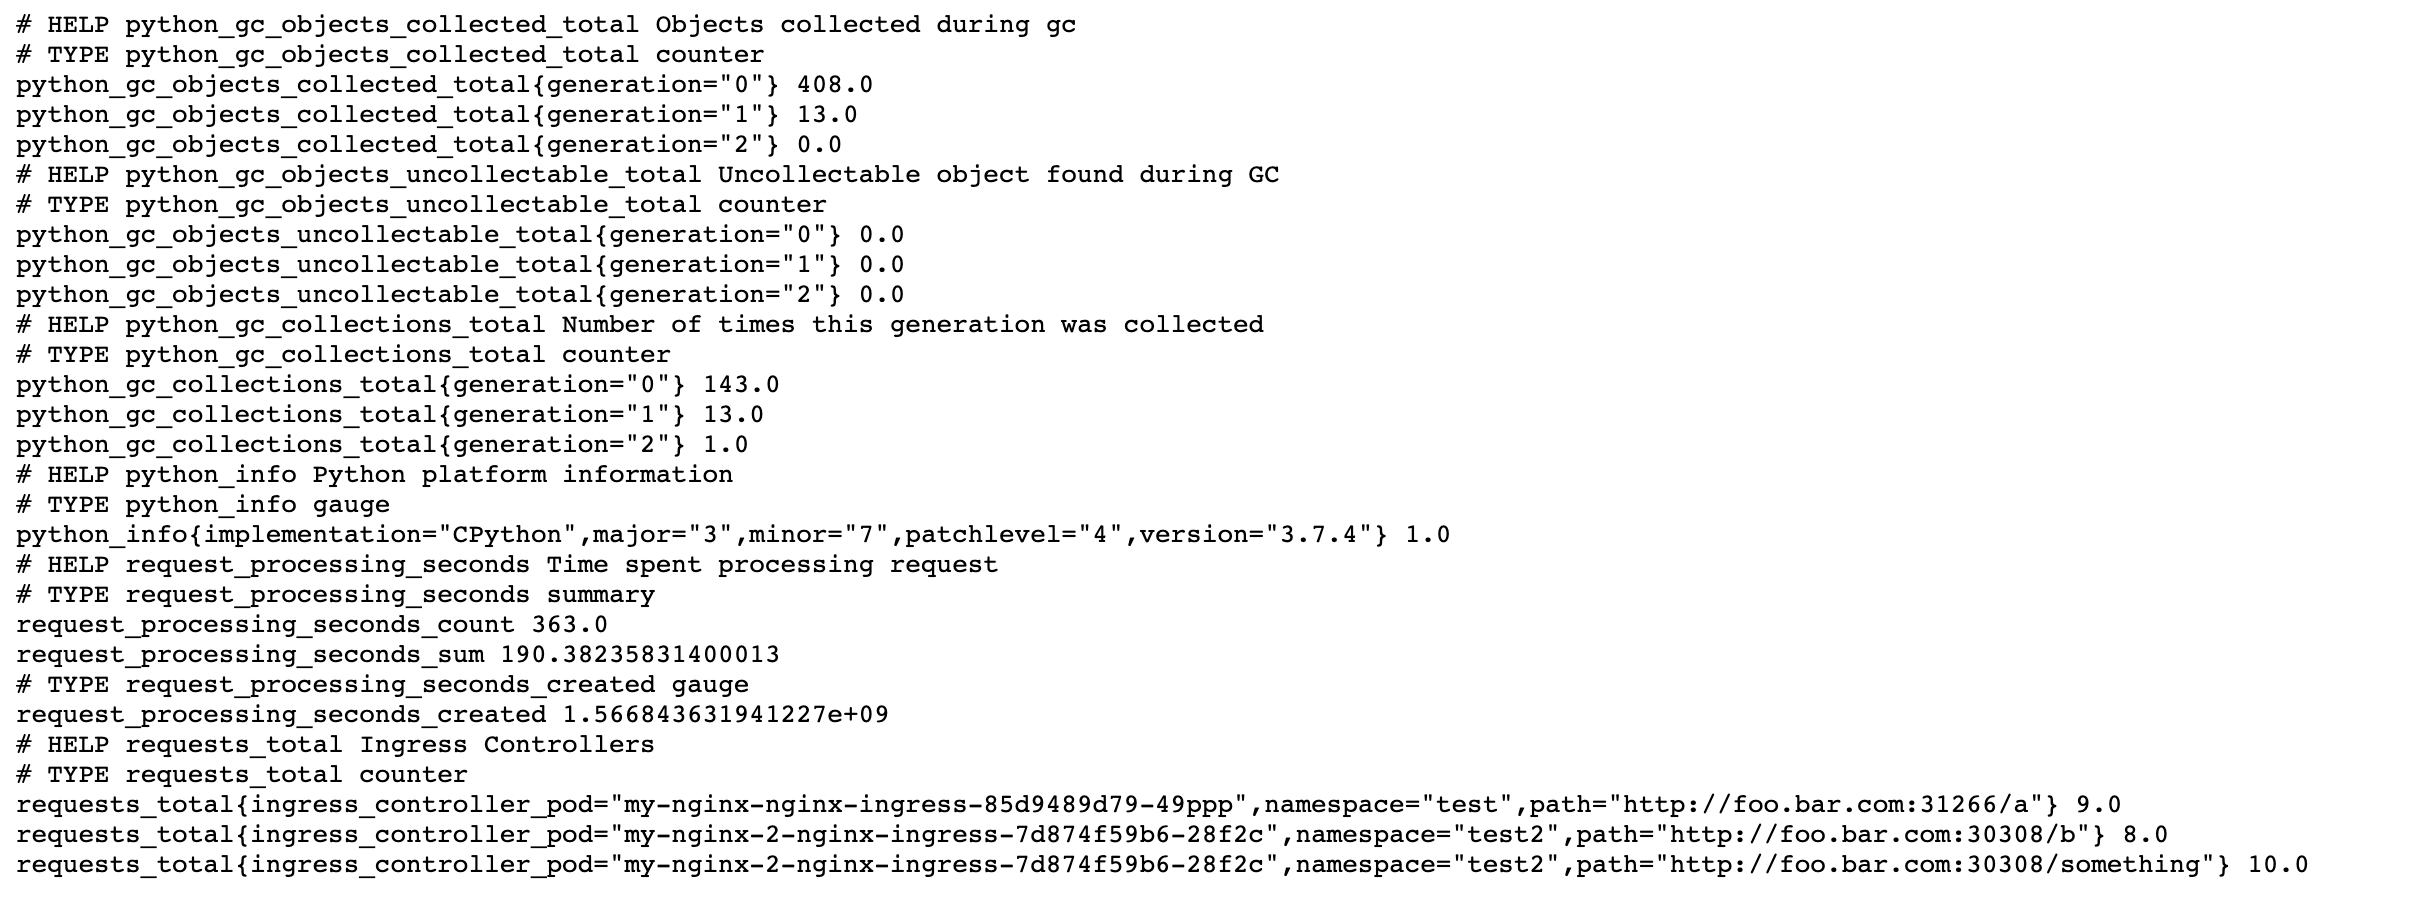 # HELP python_gc_objects_collected_total Objects collected during gc
# TYPE python_gc_objects_collected_total counter
python_gc_objects_collected_total{generation="0"} 408.0
python_gc_objects_collected_total{generation="1"} 13.0
python_gc_objects_collected_total{generation="2"} 0.0
# HELP python_gc_objects_uncollectable_total Uncollectable object found during GC
# TYPE python_gc_objects_uncollectable_total counter
python_gc_objects_uncollectable_total{generation="0"} 0.0
python_gc_objects_uncollectable_total{generation="1"} 0.0
python_gc_objects_uncollectable_total{generation="2"} 0.0
# HELP python_gc_collections_total Number of times this generation was collected
# TYPE python_gc_collections_total counter
python_gc_collections_total{generation="0"} 143.0
python_gc_collections_total{generation="1"} 13.0
python_gc_collections_total{generation="2"} 1.0
# HELP python_info Python platform information
# TYPE python_info gauge
python_info{implementation="CPython",major="3",minor="7",patchlevel="4",version="3.7.4"} 1.0
# HELP request_processing_seconds Time spent processing request
# TYPE request_processing_seconds summary
request_processing_seconds_count 363.0
request_processing_seconds_sum 190.38235831400013
# TYPE request_processing_seconds_created gauge
request_processing_seconds_created 1.566843631941227e+09
# HELP requests_total Ingress Controllers
# TYPE requests_total counter
requests_total{ingress_controller_pod="my-nginx-nginx-ingress-85d9489d79-49ppp",namespace="test",path="http://foo.bar.com:31266/a"} 9.0
requests_total{ingress_controller_pod="my-nginx-2-nginx-ingress-7d874f59b6-28f2c",namespace="test2",path="http://foo.bar.com:30308/b"} 8.0
requests_total{ingress_controller_pod="my-nginx-2-nginx-ingress-7d874f59b6-28f2c",namespace="test2",path="http://foo.bar.com:30308/something"} 10.0